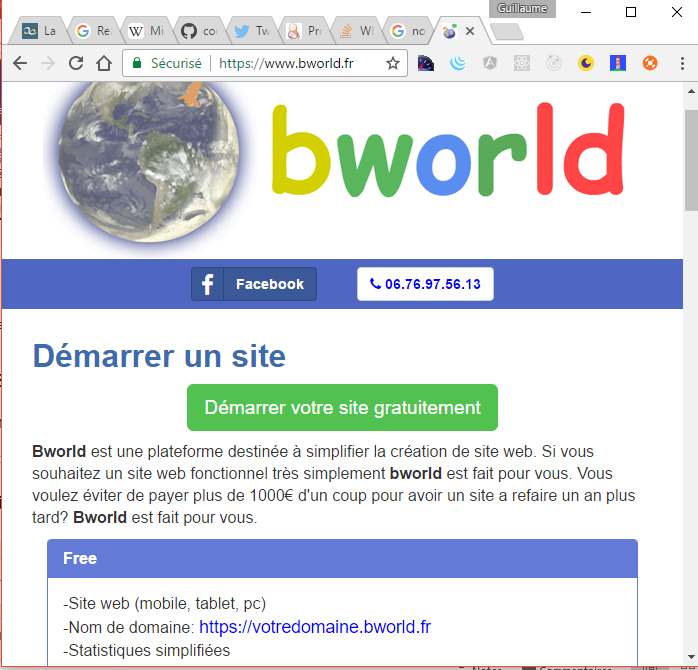 Guillaume
La
Re
Mi
co
Tw
Pr
Sécurisé
https://www.bworld.fr
bworld
Facebook
06.76.97.56.13
Démarrer un site
Démarrer votre site gratuitement
Bworld est une plateforme destinée à simplifier la création de site web. Si vous
souhaitez un site web fonctionnel très simplement bworld est fait pour vous. Vous
voulez éviter de payer plus de 1000€ d'un coup pour avoir un site a refaire un an plus
tard? Bworld est fait pour vous.
Free
-Site web (mobile, tablet, pc)
-Nom de domaine: https://votredomaine.bworld.fr
-Statistiques simplifiées